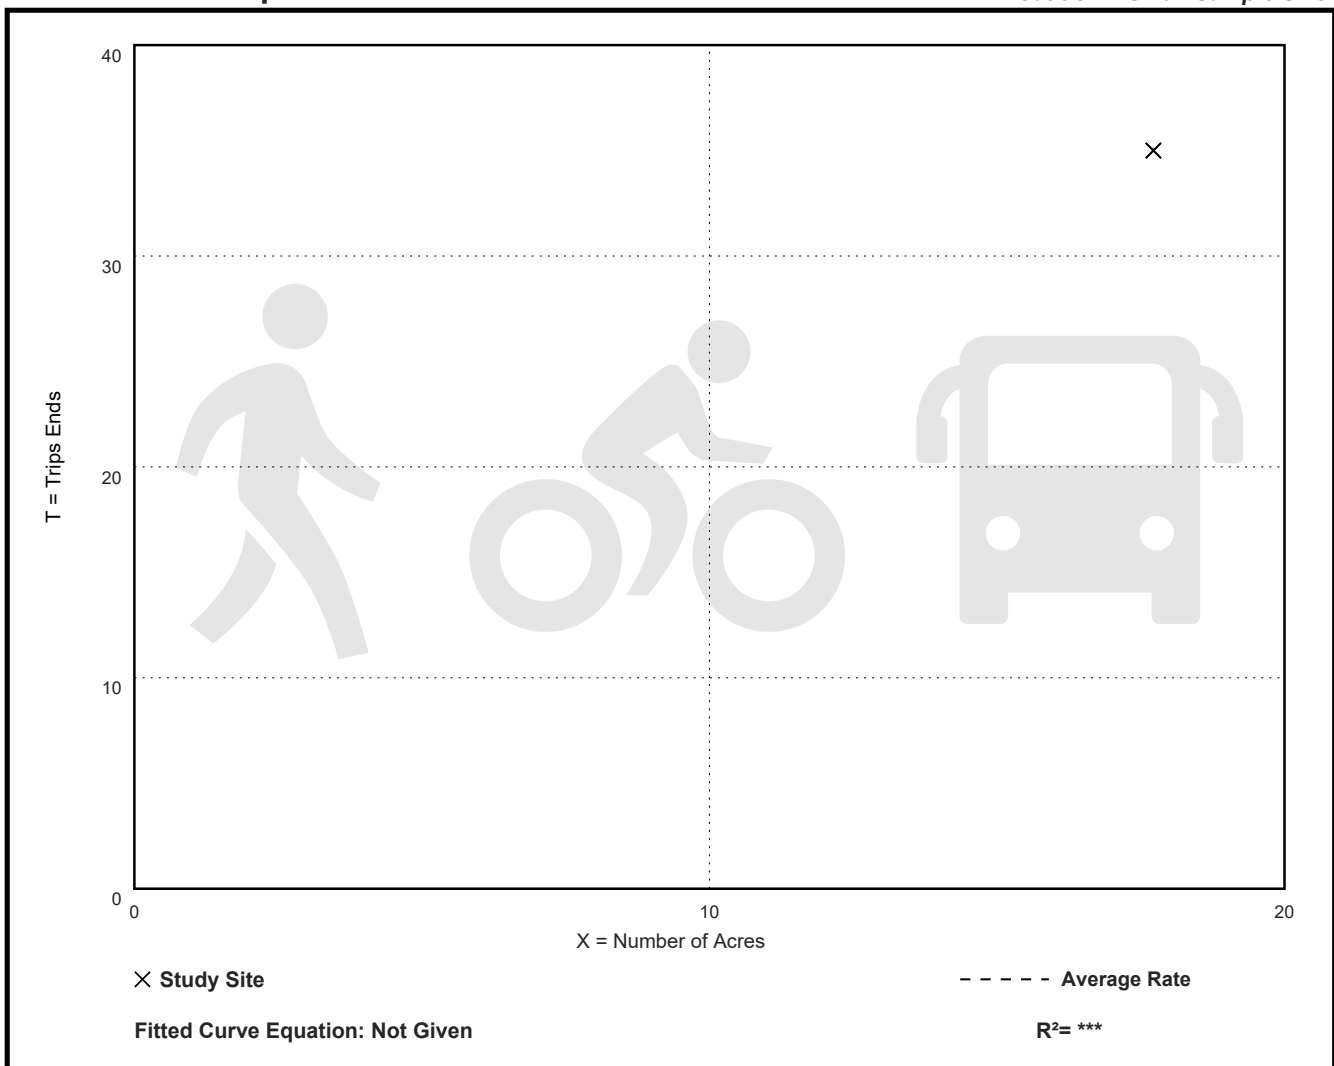 40
30
20
10
0
T = Trips Ends
0 10 20
X = Number of Acres
Study Site
Average Rate
Fitted Curve Equation: Not Given
R²= ***